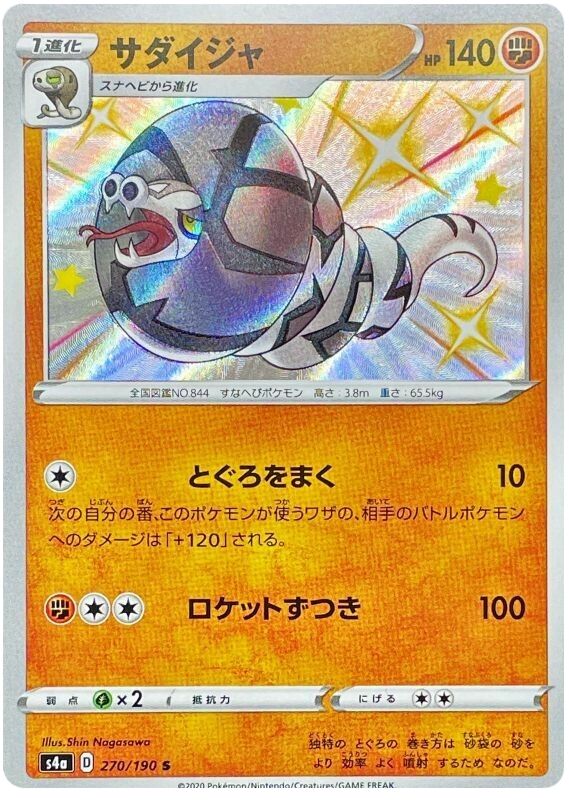 1進化
サダイジャ
HP 140
スナヘビから進化
全国図鑑NO.844 すなへびポケモン 高さ:3.8m 重さ:65.5kg
とぐろをまく 10
次の自分の番、このポケモンが使うワザの、相手のバトルポケモン
へのダメージは「+120」される。
ロケットずつき 100
弱点 ×2 抵抗力 にげる
Illus.Shin Nagasawa
s4a D 270/190 S
独特の とぐろの 巻き方は 砂袋の 砂を
より 効率 よく 噴射 するため なのだ。
©2020 Pokémon/Nintendo/Creatures/GAME FREAK